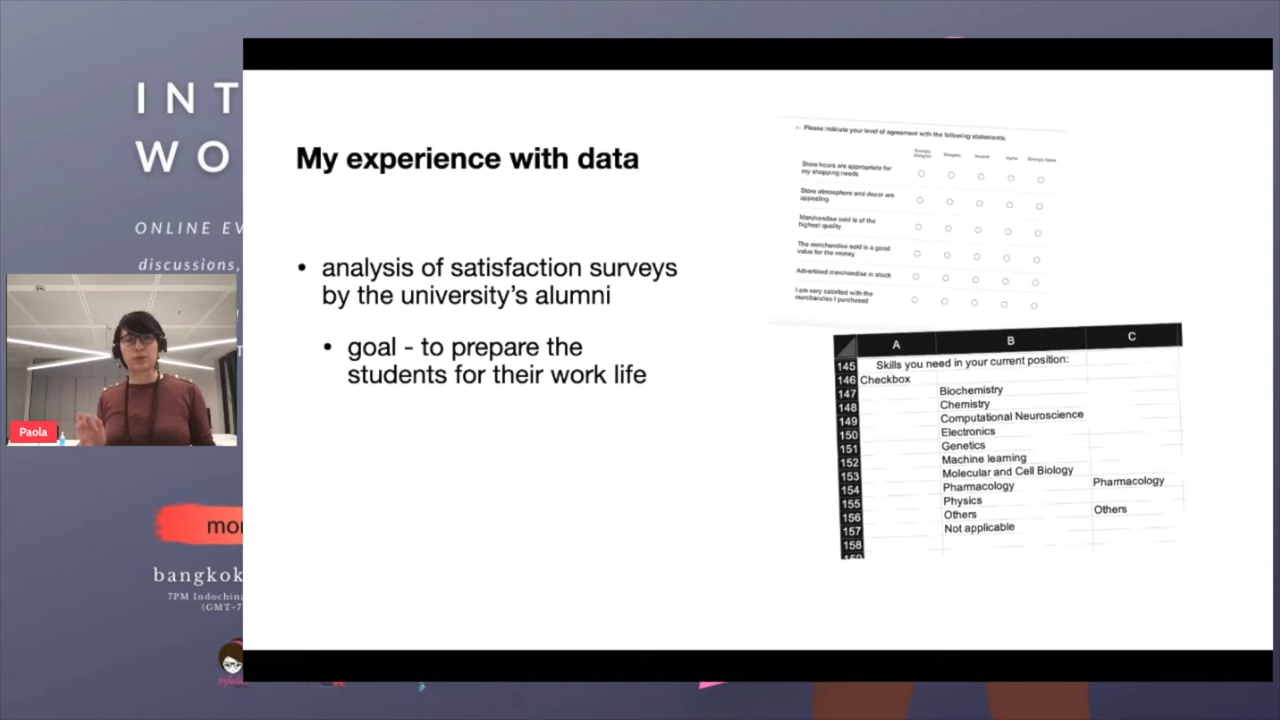 INT
WO
ONLINE EV
discussions,
Paola
mor
bangkok
7PM Indochin
(GMT+7
My experience with data
• analysis of satisfaction surveys
by the university's alumni
• goal - to prepare the
students for their work life
Please indicate your level of agreement with the following statements:
Strongly Disagree Disagree Neutral Agree Strongly Agree
Store hours are appropriate for
my shopping needs
Store atmosphere and decor are
appealing
Merchandise sold is of the
highest quality
The merchandise sold is a good
value for the money
Advertised merchandise in stock
I am very satisfied with the
merchandise I purchased
A B C
145 Skills you need in your current position:
146 Checkbox
147 Biochemistry
148 Chemistry
149 Computational Neuroscience
150 Electronics
151 Genetics
152 Machine learning
153 Molecular and Cell Biology
154 Pharmacology Pharmacology
155 Physics
156 Others Others
157 Not applicable
158